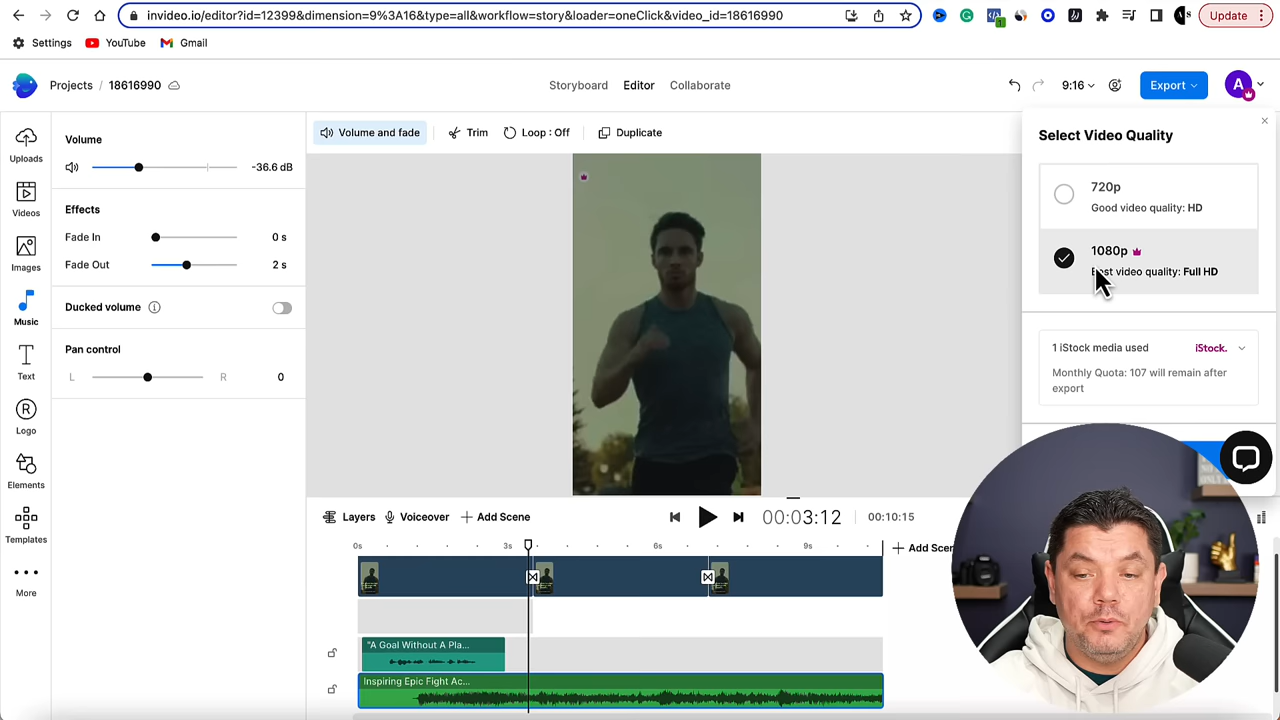 invideo.io/editor?id=12399&dimension=9%3A16&type=all&workflow=story&loader=oneClick&video_id=18616990
1
Update
Settings
YouTube
Gmail
Projects / 18616990
Storyboard
Editor
Collaborate
9:16
Export
A
Volume and fade
Trim
Loop : Off
Duplicate
Uploads
Videos
Images
Music
Text
Logo
Elements
Templates
More
Volume
-36.6 dB
Effects
Fade In
0 s
Fade Out
2 s
Ducked volume
Pan control
L
R
0
Select Video Quality
720p
Good video quality: HD
1080p
Best video quality: Full HD
1 iStock media used
iStock.
Monthly Quota: 107 will remain after
export
Layers
Voiceover
Add Scene
00:03:12
00:10:15
0s
3s
6s
9s
Add Scen
"A Goal Without A Pla...
Inspiring Epic Fight Ac...